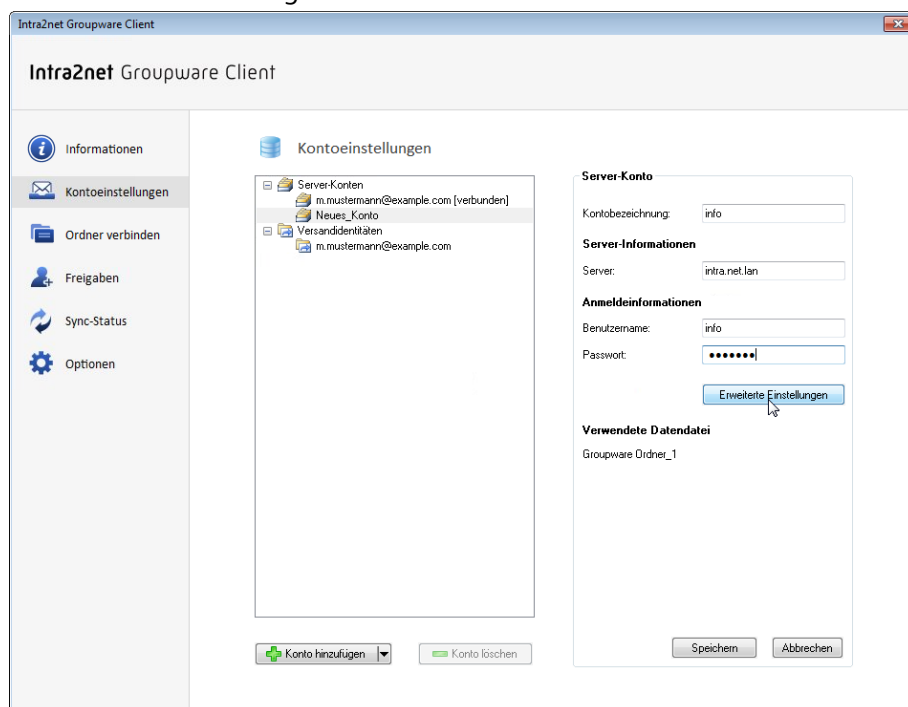 Intra2net Groupware Client
Intra2net Groupware Client
Informationen
Kontoeinstellungen
Ordner verbinden
Freigaben
Sync-Status
Optionen
Kontoeinstellungen
Server-Konten
m.mustermann@example.com [verbunden]
Neues_Konto
Versandidentitäten
m.mustermann@example.com
Konto hinzufügen
Konto löschen
Server-Konto
Kontobezeichnung: info
Server-Informationen
Server: intra.net.lan
Anmeldeinformationen
Benutzername: info
Passwort: •••••••
Erweiterte Einstellungen
Verwendete Datendatei
Groupware Ordner_1
Speichern
Abbrechen